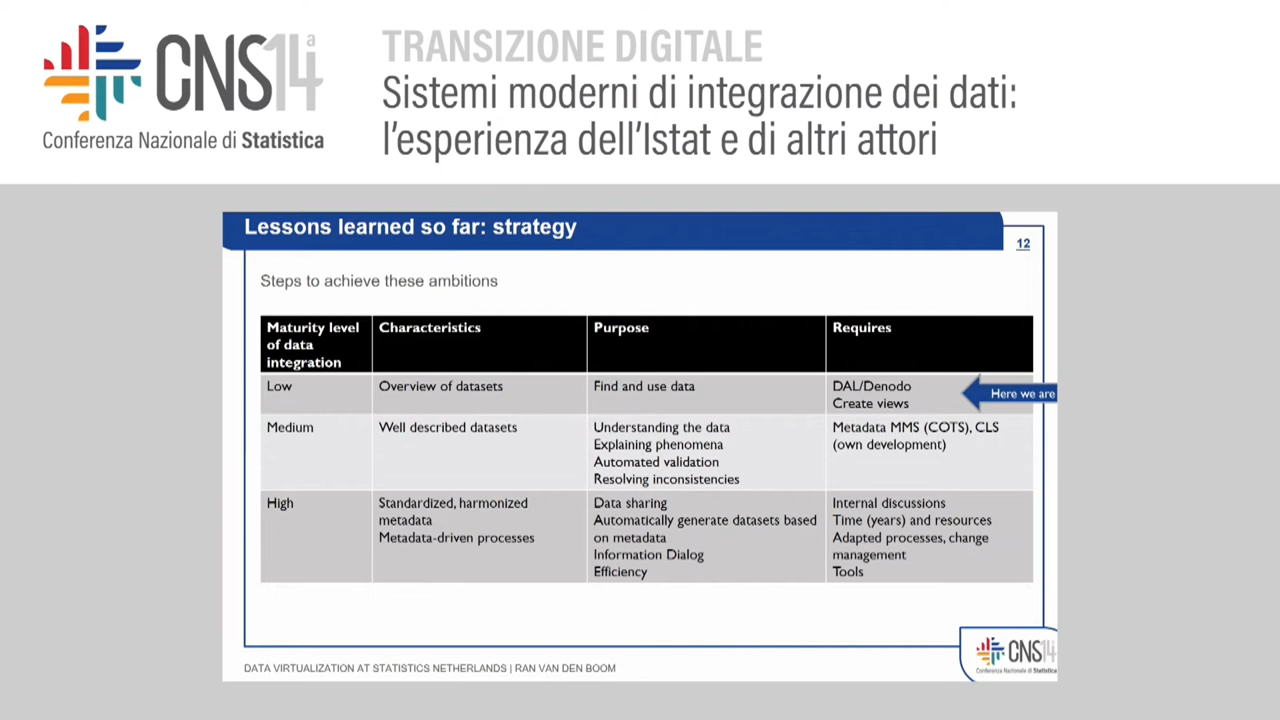 CNS14ª
Conferenza Nazionale di Statistica
TRANSIZIONE DIGITALE
Sistemi moderni di integrazione dei dati:
l'esperienza dell'Istat e di altri attori
Lessons learned so far: strategy
12
Steps to achieve these ambitions
Maturity level
of data
integration
Characteristics
Purpose
Requires
Low
Overview of datasets
Find and use data
DAL/Denodo
Create views
Here we are
Medium
Well described datasets
Understanding the data
Explaining phenomena
Automated validation
Resolving inconsistencies
Metadata MMS (COTS), CLS
(own development)
High
Standardized, harmonized
metadata
Metadata-driven processes
Data sharing
Automatically generate datasets based
on metadata
Information Dialog
Efficiency
Internal discussions
Time (years) and resources
Adapted processes, change
management
Tools
DATA VIRTUALIZATION AT STATISTICS NETHERLANDS | RAN VAN DEN BOOM
CNS14
Conferenza Nazionale di Statistica